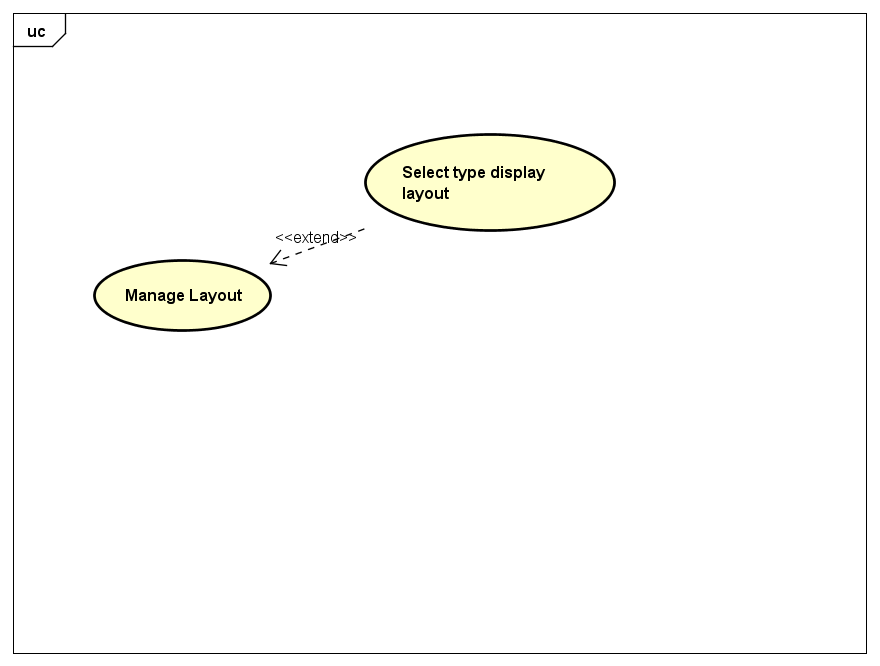 uc
Select type display
layout
<<extend>>
Manage Layout